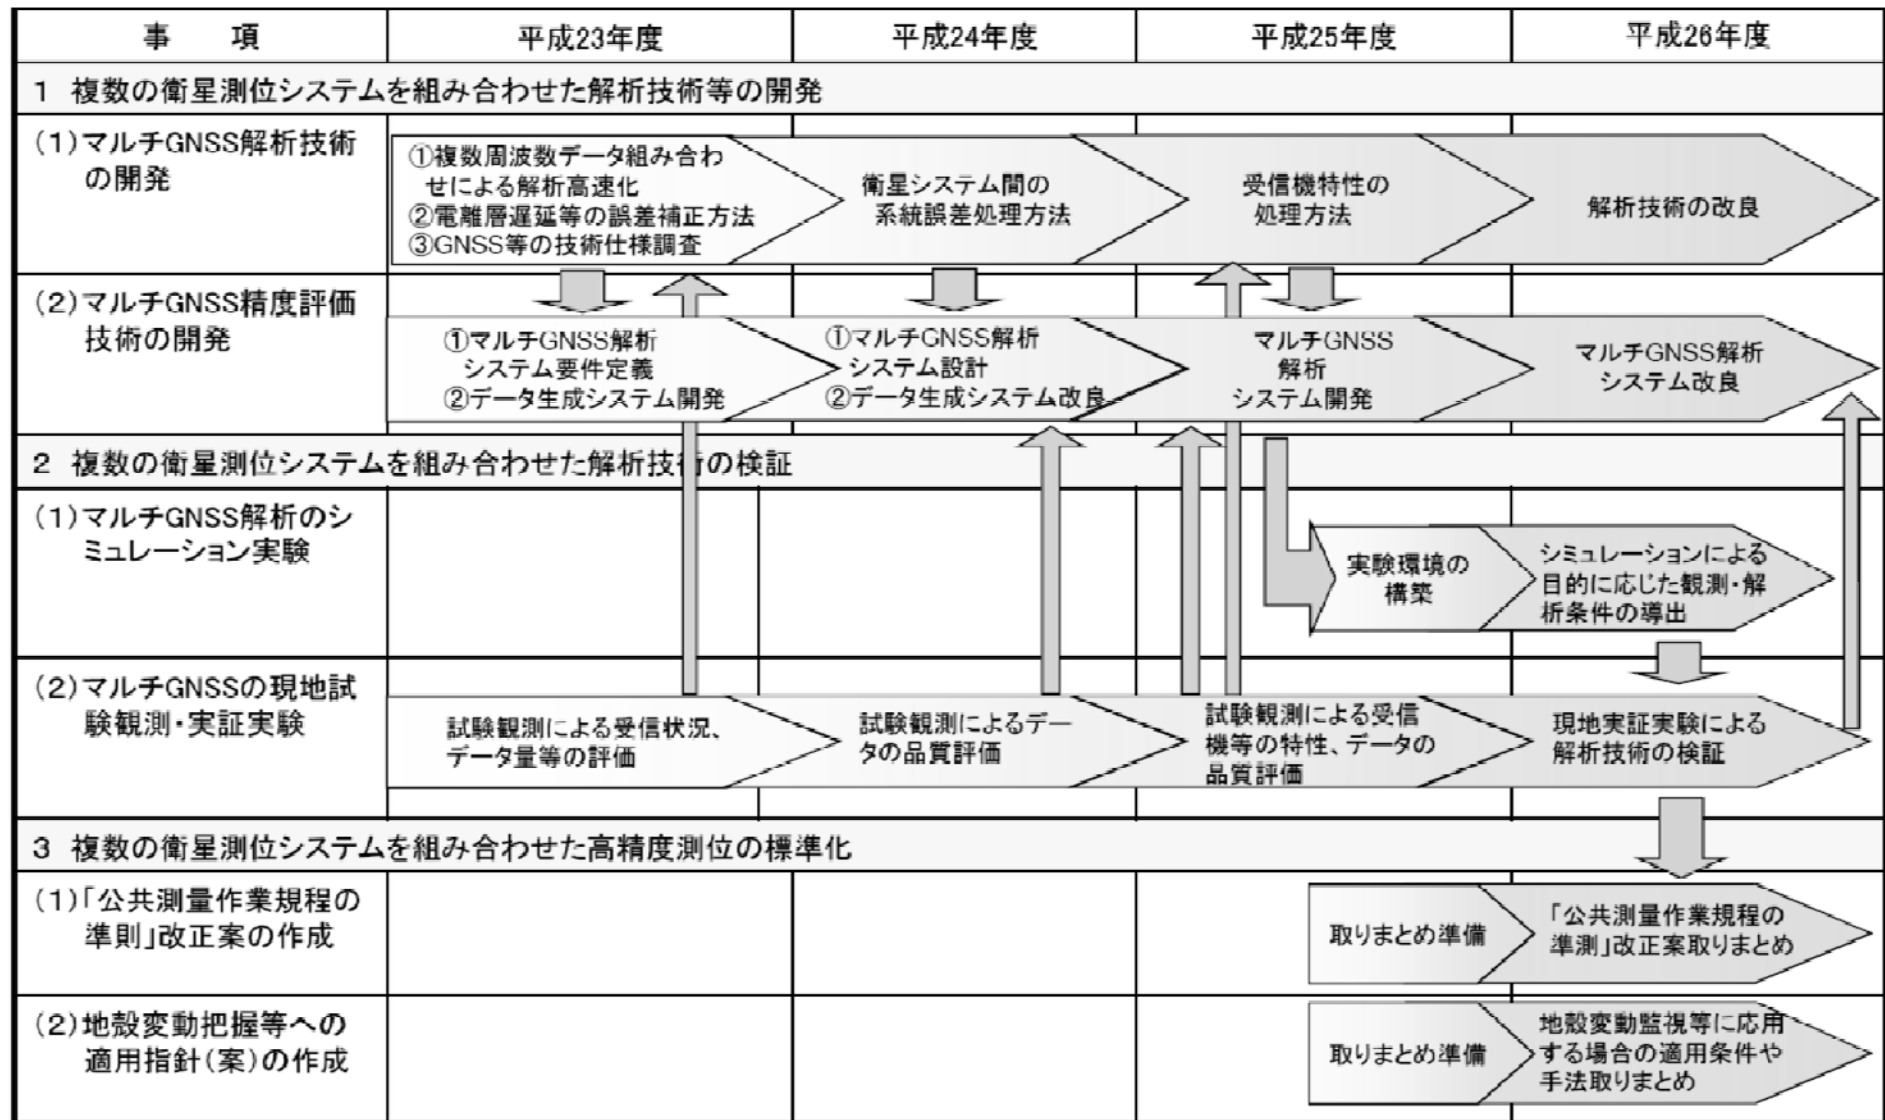 事　項
平成23年度
平成24年度
平成25年度
平成26年度
1 複数の衛星測位システムを組み合わせた解析技術等の開発
(1)マルチGNSS解析技術
の開発
①複数周波数データ組み合わ
せによる解析高速化
②電離層遅延等の誤差補正方法
③GNSS等の技術仕様調査
衛星システム間の
系統誤差処理方法
受信機特性の
処理方法
解析技術の改良
(2)マルチGNSS精度評価
技術の開発
①マルチGNSS解析
システム要件定義
②データ生成システム開発
①マルチGNSS解析
システム設計
②データ生成システム改良
マルチGNSS
解析
システム開発
マルチGNSS解析
システム改良
2 複数の衛星測位システムを組み合わせた解析技術の検証
(1)マルチGNSS解析のシ
ミュレーション実験
実験環境の
構築
シミュレーションによる
目的に応じた観測・解
析条件の導出
(2)マルチGNSSの現地試
験観測・実証実験
試験観測による受信状況、
データ量等の評価
試験観測によるデー
タの品質評価
試験観測による受信
機等の特性、データの
品質評価
現地実証実験による
解析技術の検証
3 複数の衛星測位システムを組み合わせた高精度測位の標準化
(1)「公共測量作業規程の
準則」改正案の作成
取りまとめ準備
「公共測量作業規程の
準測」改正案取りまとめ
(2)地殻変動把握等への
適用指針(案)の作成
取りまとめ準備
地殻変動監視等に応用
する場合の適用条件や
手法取りまとめ